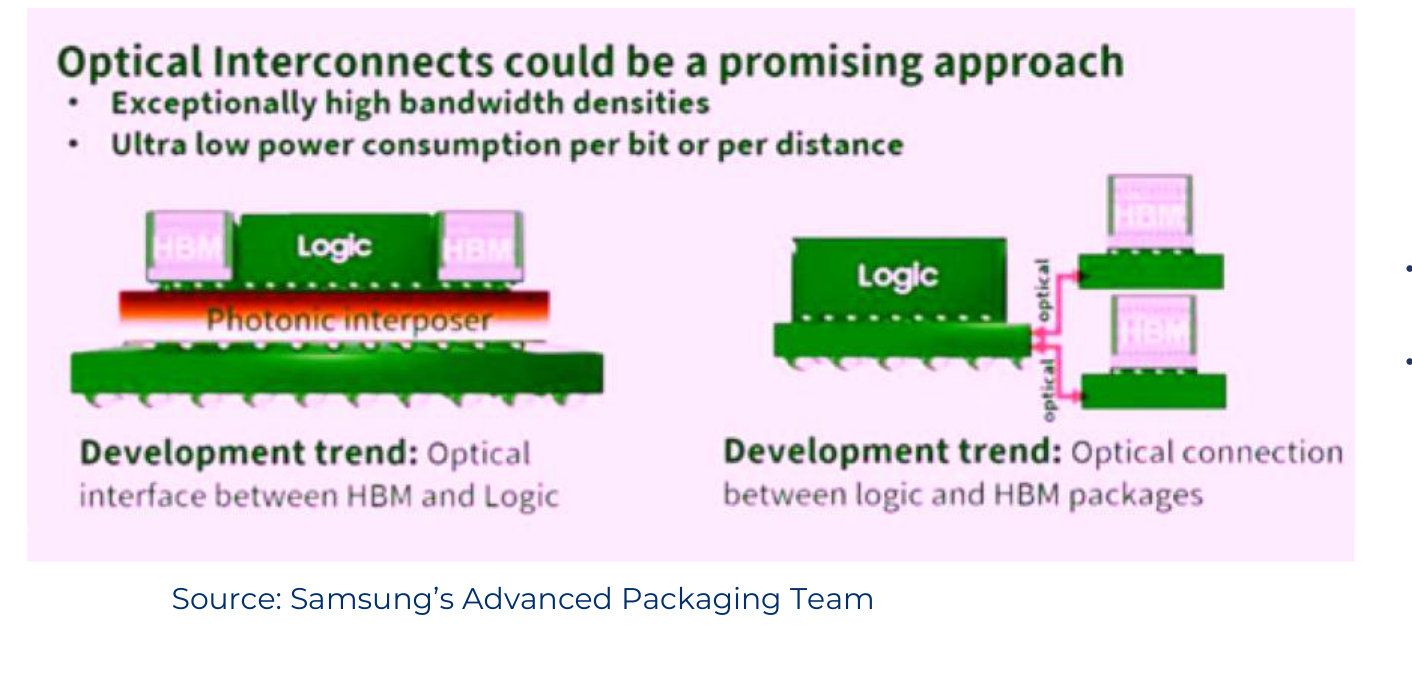 Optical Interconnects could be a promising approach
• Exceptionally high bandwidth densities
• Ultra low power consumption per bit or per distance
HBM
Logic
HBM
Photonic interposer
Development trend: Optical
interface between HBM and Logic
Logic
optical
optical
HBM
HBM
Development trend: Optical connection
between logic and HBM packages
Source: Samsung’s Advanced Packaging Team